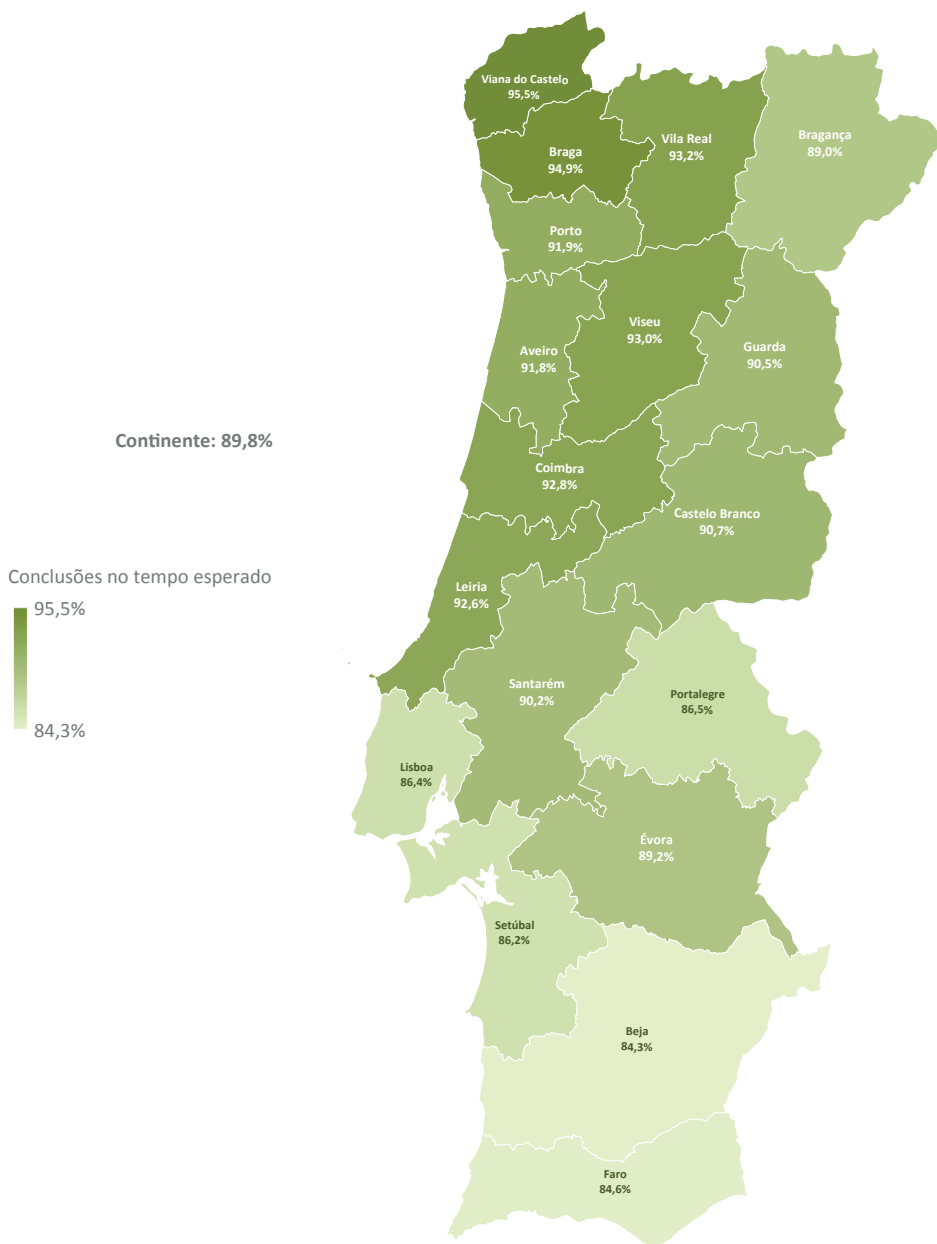 Viana do Castelo
95,5%
Braga
94,9%
Vila Real
93,2%
Bragança
89,0%
Porto
91,9%
Viseu
93,0%
Aveiro
91,8%
Guarda
90,5%
Continente: 89,8%
Coimbra
92,8%
Castelo Branco
90,7%
Conclusões no tempo esperado
95,5%
84,3%
Leiria
92,6%
Santarém
90,2%
Portalegre
86,5%
Lisboa
86,4%
Évora
89,2%
Setúbal
86,2%
Beja
84,3%
Faro
84,6%